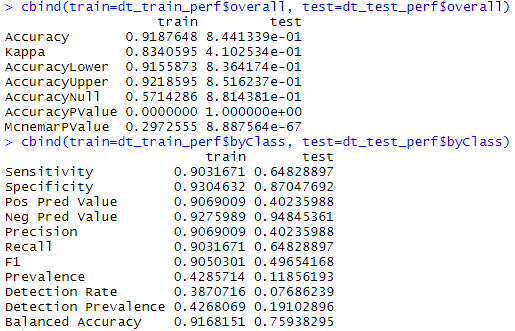 > cbind(train=dt_train_perf$overall, test=dt_test_perf$overall)
train test
Accuracy 0.9187648 8.441339e-01
Kappa 0.8340595 4.102534e-01
AccuracyLower 0.9155873 8.364174e-01
AccuracyUpper 0.9218595 8.516237e-01
AccuracyNull 0.5714286 8.814381e-01
AccuracyPValue 0.0000000 1.000000e+00
McnemarPValue 0.2972555 8.887564e-67
> cbind(train=dt_train_perf$byClass, test=dt_test_perf$byClass)
train test
Sensitivity 0.9031671 0.64828897
Specificity 0.9304632 0.87047692
Pos Pred Value 0.9069009 0.40235988
Neg Pred Value 0.9275989 0.94845361
Precision 0.9069009 0.40235988
Recall 0.9031671 0.64828897
F1 0.9050301 0.49654168
Prevalence 0.4285714 0.11856193
Detection Rate 0.3870716 0.07686239
Detection Prevalence 0.4268069 0.19102896
Balanced Accuracy 0.9168151 0.75938295